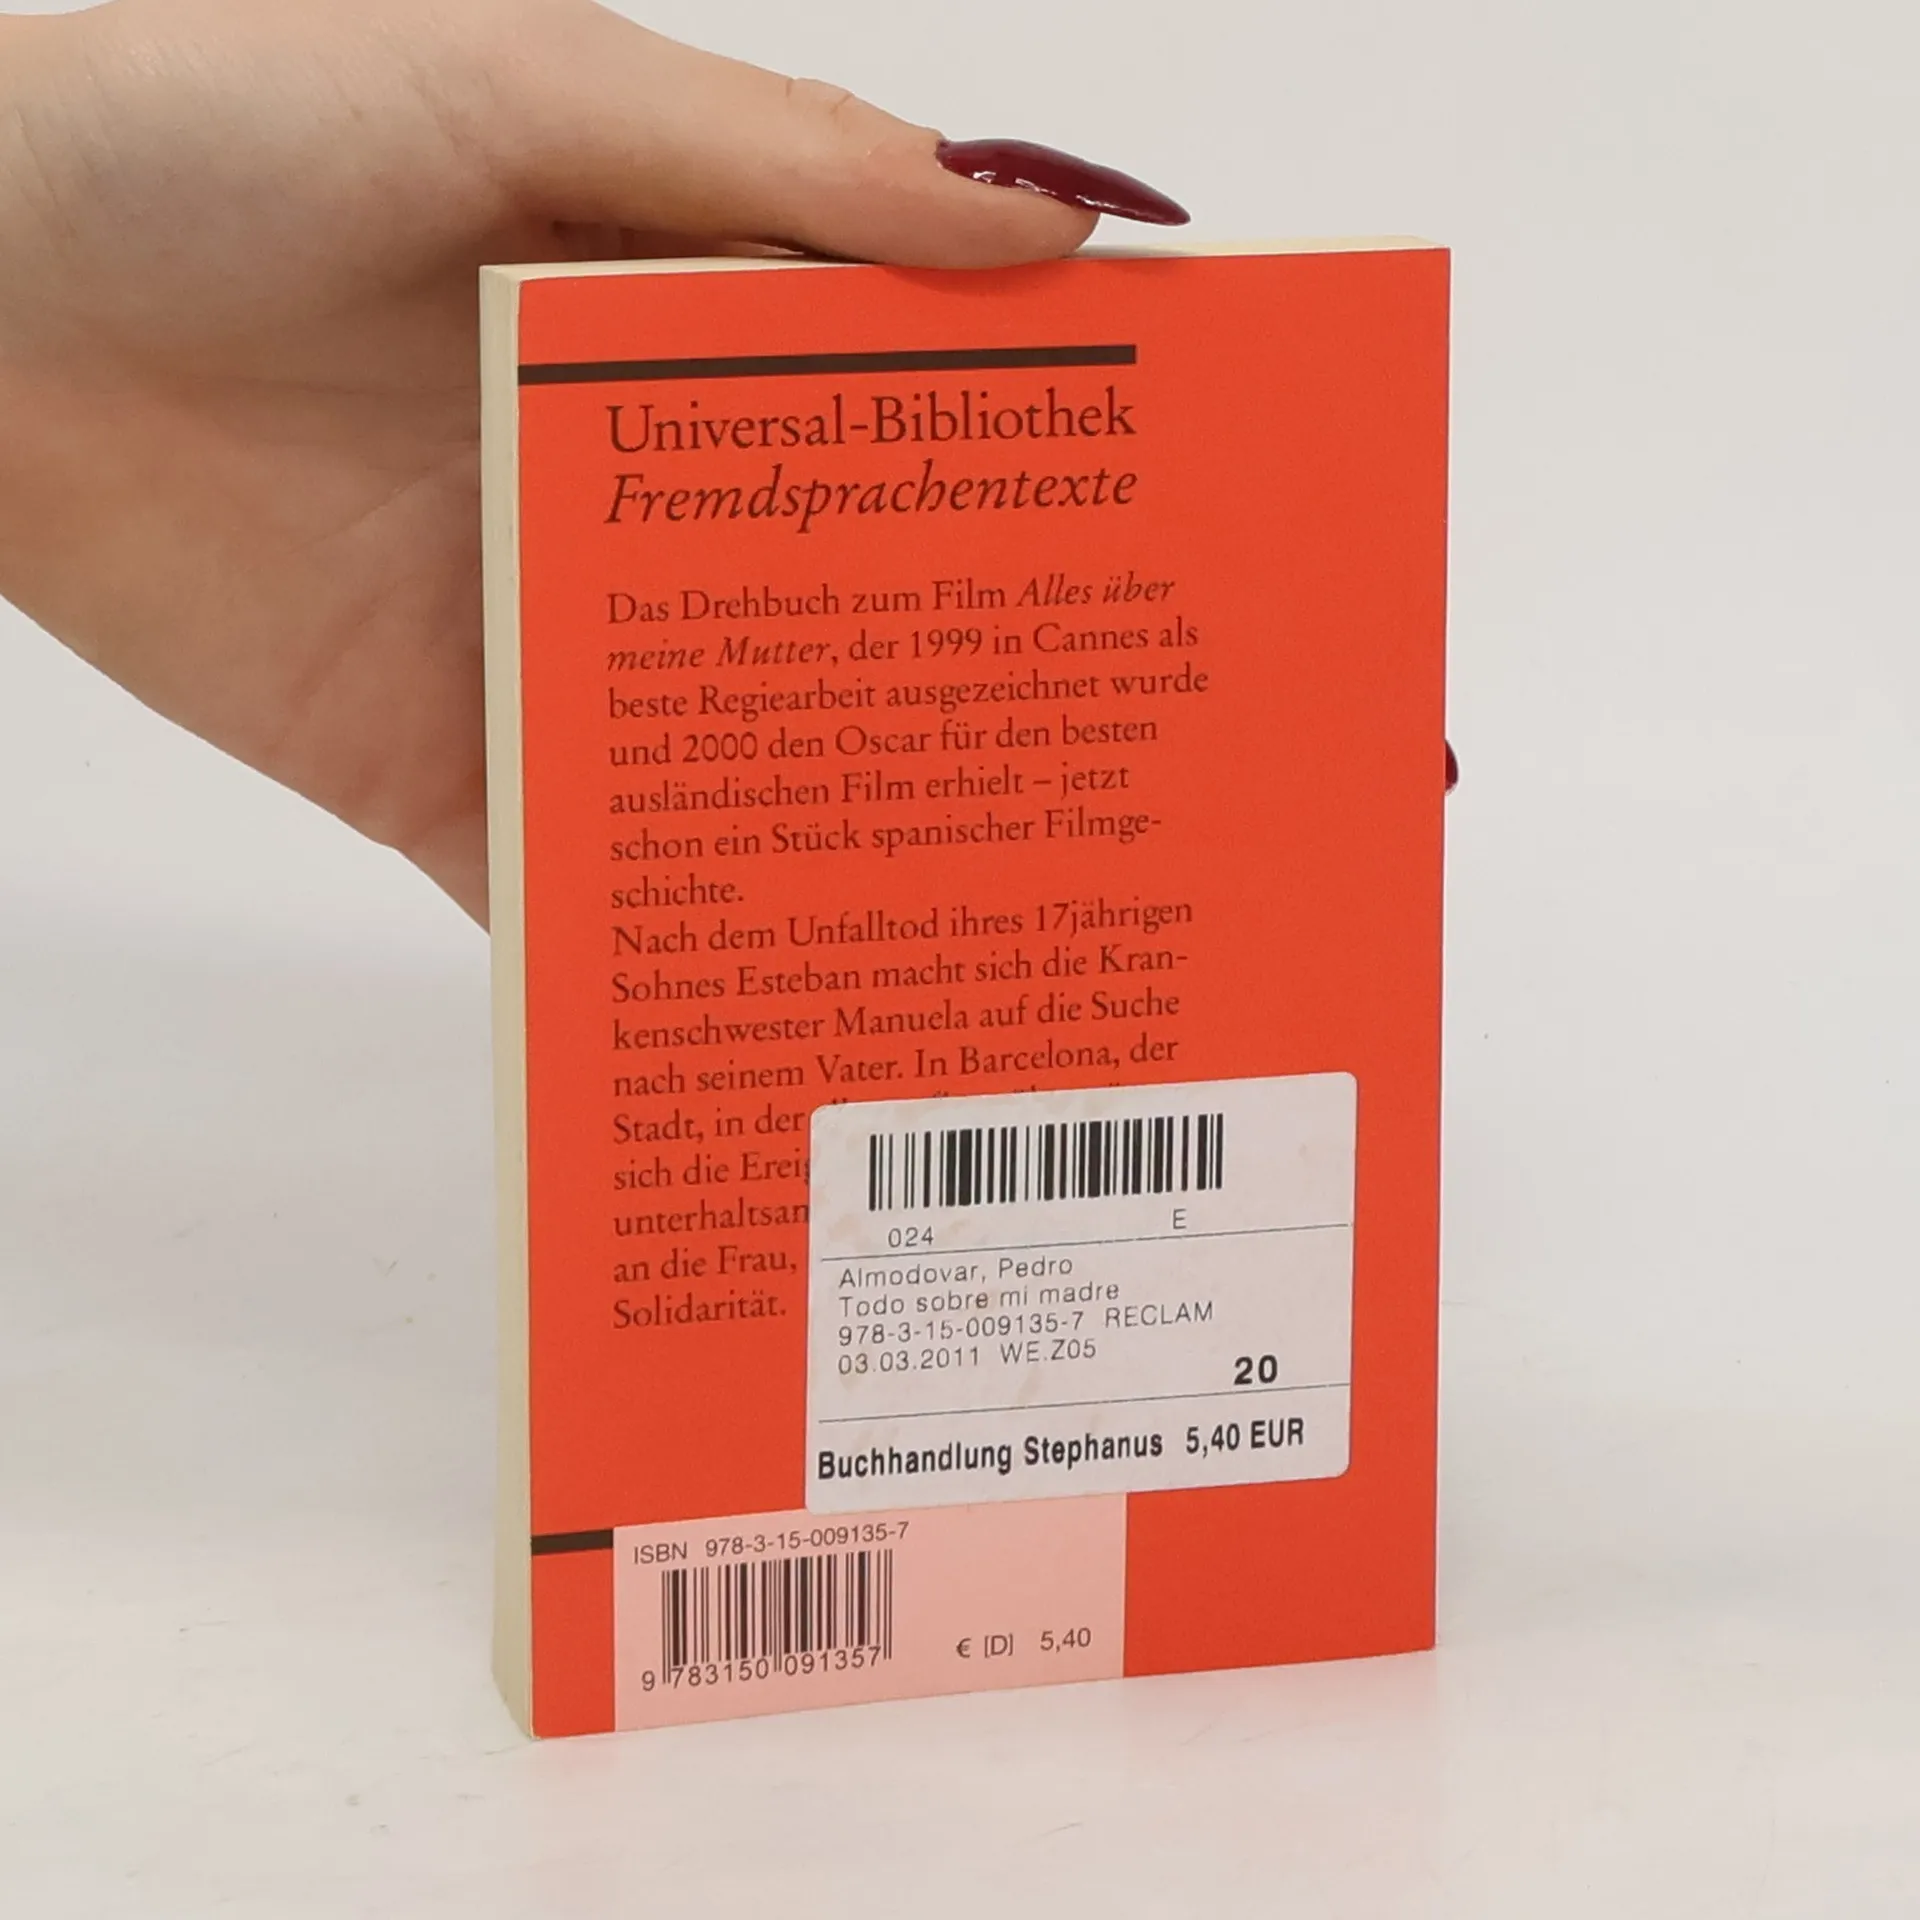 Universal-Bibliothek
Fremdsprachentexte
Das Drehbuch zum Film Alles über
meine Mutter, der 1999 in Cannes als
beste Regiearbeit ausgezeichnet wurde
und 2000 den Oscar für den besten
ausländischen Film erhielt – jetzt
schon ein Stück spanischer Filmge-
schichte.
Nach dem Unfalltod ihres 17jährigen
Sohnes Esteban macht sich die Kran-
kenschwester Manuela auf die Suche
nach seinem Vater. In Barcelona, der
Stadt, in der
sich die
an die Frau,
Solidarität.
024 E
Almodovar, Pedro
Todo sobre mi madre
978-3-15-009135-7 RECLAM
03.03.2011 WE.Z05
20
Buchhandlung Stephanus 5,40 EUR
ISBN 978-3-15-009135-7
9 783150 091357
€ [D] 5,40